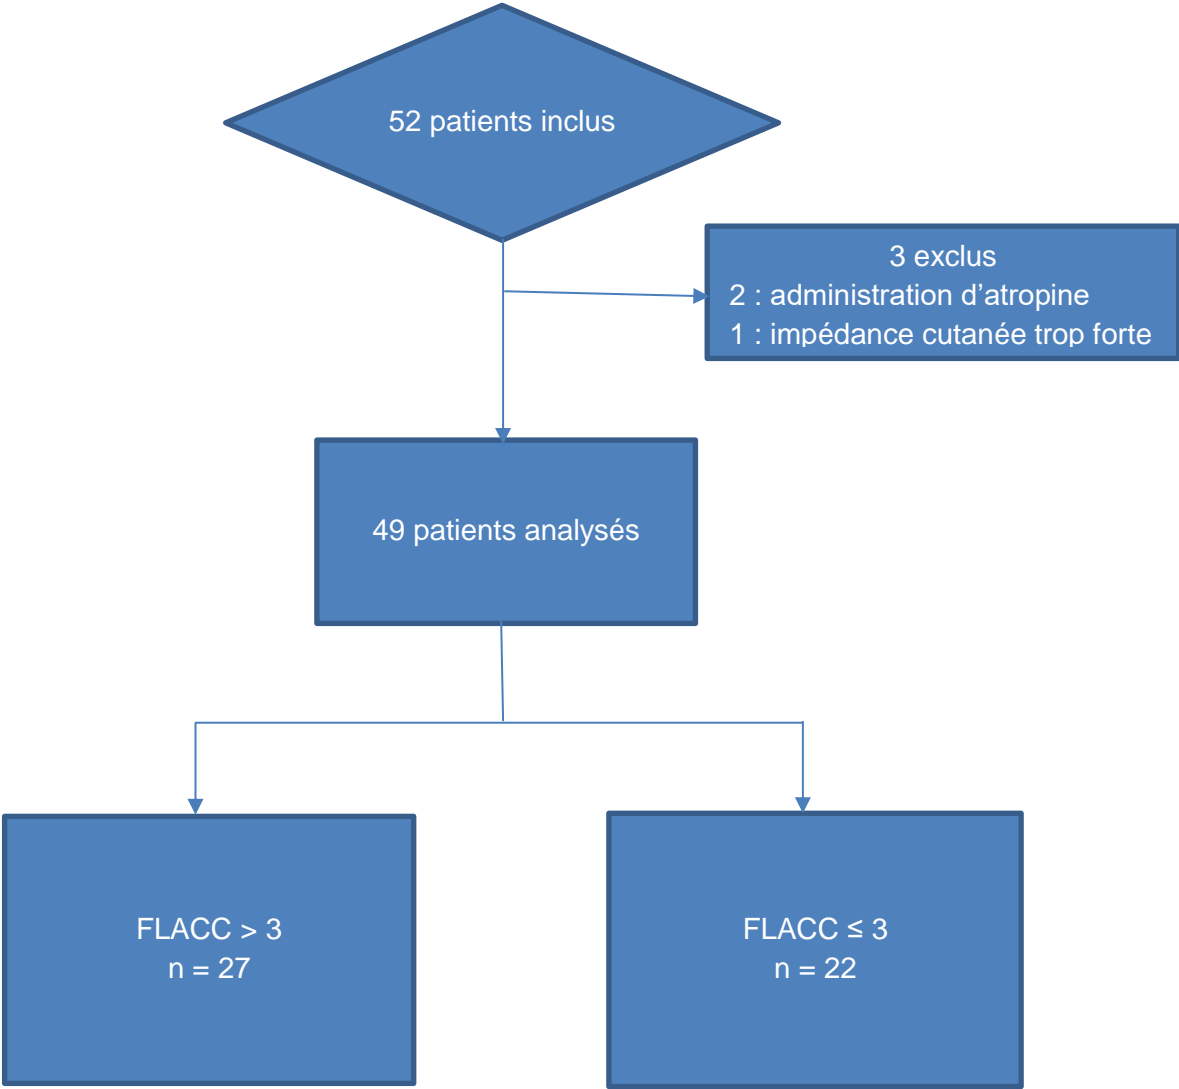 52 patients inclus
3 exclus
2 : administration d’atropine
1 : impédance cutanée trop forte
49 patients analysés
FLACC > 3
n = 27
FLACC ≤ 3
n = 22